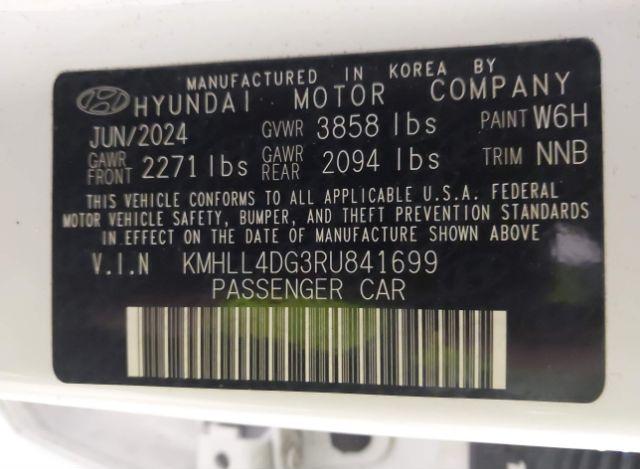 MANUFACTURED IN KOREA BY
HYUNDAI MOTOR COMPANY
JUN/2024 GVWR 3858 lbs PAINT W6H
GAWR FRONT 2271 lbs GAWR REAR 2094 lbs TRIM NNB
THIS VEHICLE CONFORMS TO ALL APPLICABLE U.S.A. FEDERAL
MOTOR VEHICLE SAFETY, BUMPER, AND THEFT PREVENTION STANDARDS
IN EFFECT ON THE DATE OF MANUFACTURE SHOWN ABOVE
V.I.N KMHLL4DG3RU841699
PASSENGER CAR